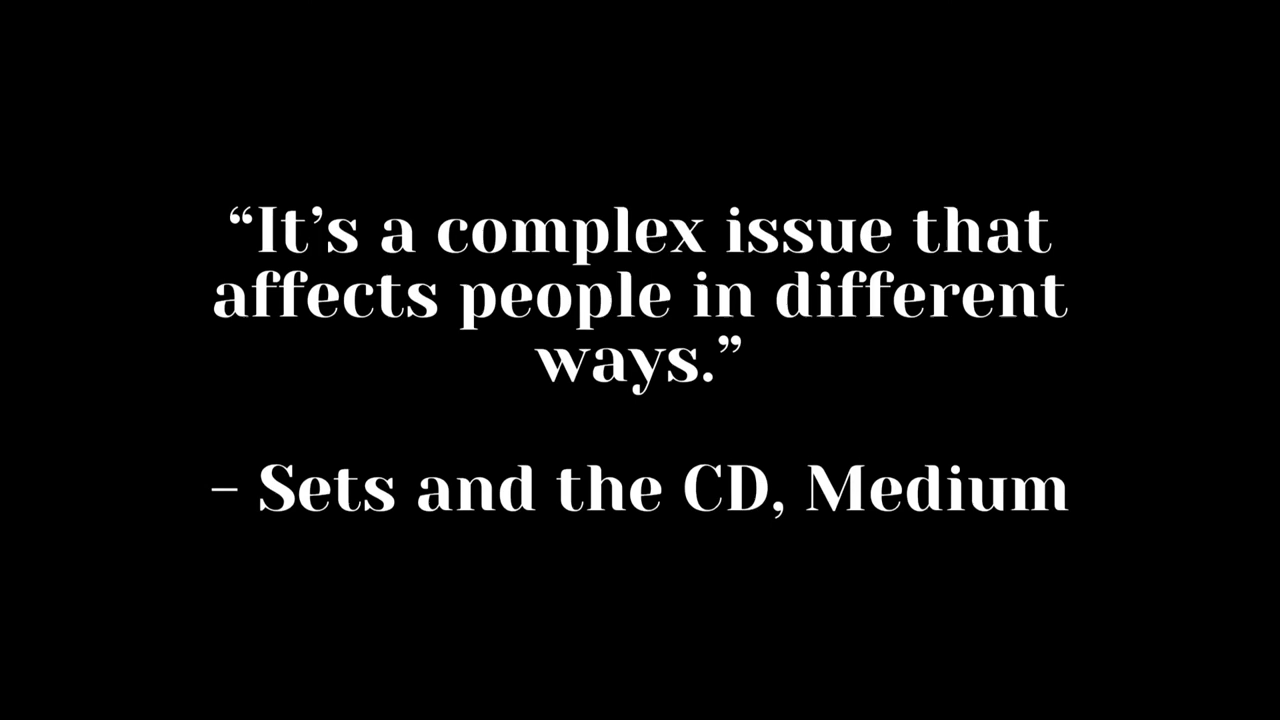 “It’s a complex issue that
affects people in different
ways.”
– Sets and the CD, Medium